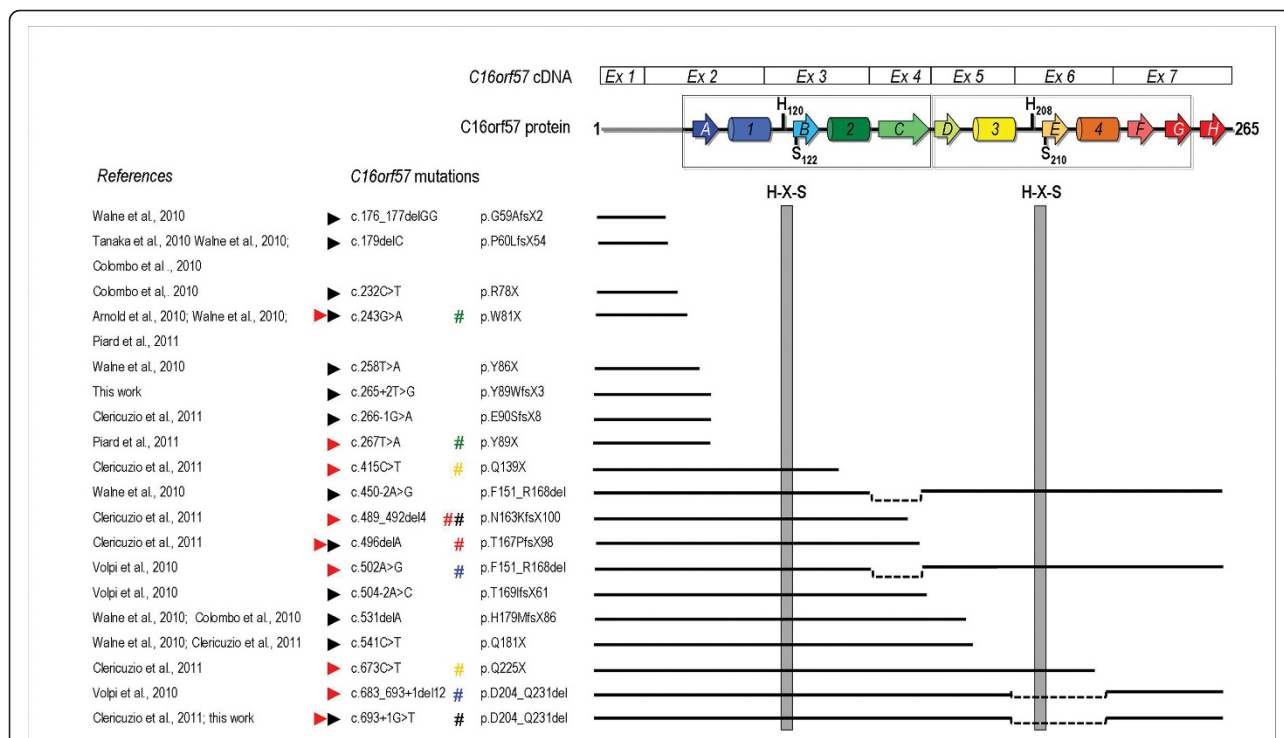 C16orf57 cDNA Ex 1 Ex 2 Ex 3 Ex 4 Ex 5 Ex 6 Ex 7
H120 H208
C16orf57 protein 1 A 1 B 2 C D 3 E 4 F G H 265
S122 S210
References C16orf57 mutations H-X-S H-X-S
Walne et al., 2010 c.176_177delGG p.G59AfsX2
Tanaka et al., 2010 Walne et al., 2010; c.179delC p.P60LfsX54
Colombo et al ., 2010
Colombo et al,. 2010 c.232C>T p.R78X
Arnold et al., 2010; Walne et al., 2010; c.243G>A # p.W81X
Piard et al., 2011
Walne et al., 2010 c.258T>A p.Y86X
This work c.265+2T>G p.Y89WfsX3
Clericuzio et al., 2011 c.266-1G>A p.E90SfsX8
Piard et al., 2011 c.267T>A # p.Y89X
Clericuzio et al., 2011 c.415C>T # p.Q139X
Walne et al., 2010 c.450-2A>G p.F151_R168del
Clericuzio et al., 2011 c.489_492del4 ## p.N163KfsX100
Clericuzio et al., 2011 c.496delA # p.T167PfsX98
Volpi et al., 2010 c.502A>G # p.F151_R168del
Volpi et al., 2010 c.504-2A>C p.T169IfsX61
Walne et al., 2010; Colombo et al., 2010 c.531delA p.H179MfsX86
Walne et al., 2010; Clericuzio et al., 2011 c.541C>T p.Q181X
Clericuzio et al., 2011 c.673C>T # p.Q225X
Volpi et al., 2010 c.683_693+1del12 # p.D204_Q231del
Clericuzio et al., 2011; this work c.693+1G>T # p.D204_Q231del